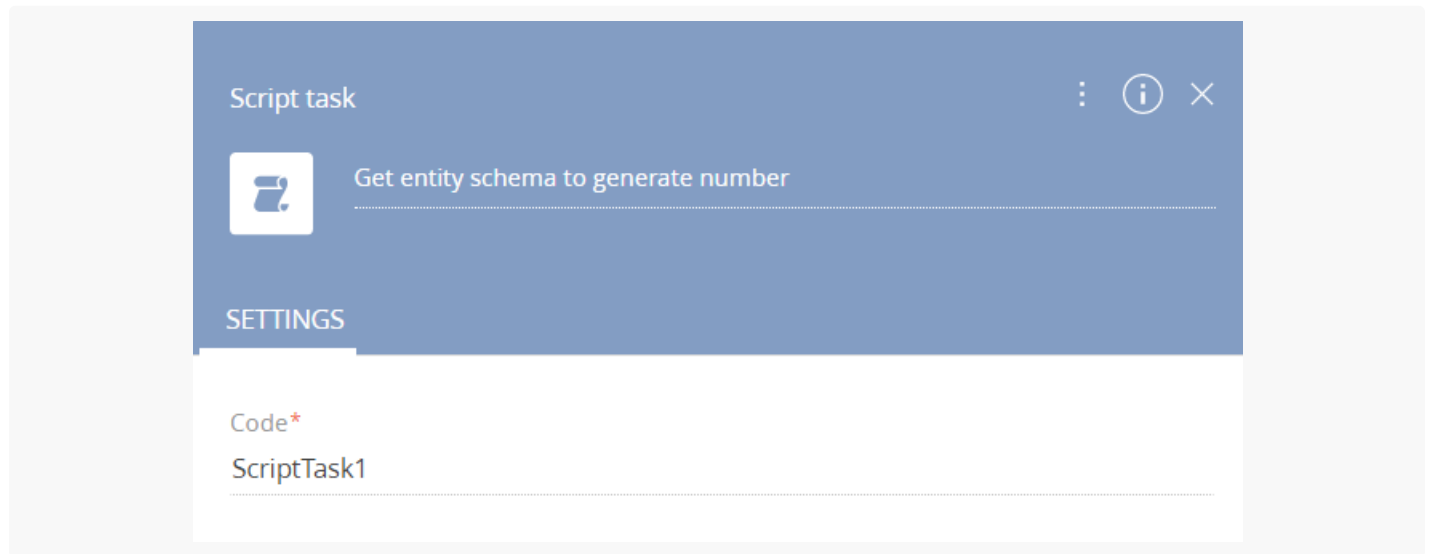 Script task
Get entity schema to generate number
SETTINGS
Code*
ScriptTask1